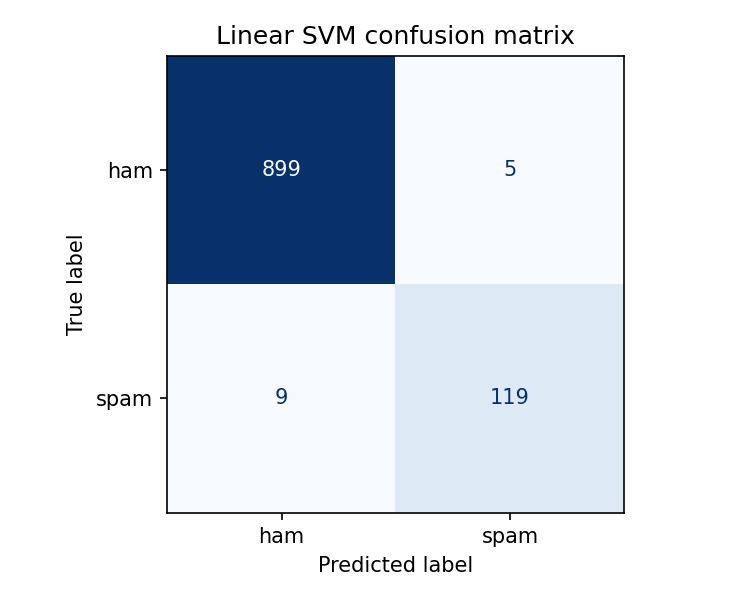 Linear SVM confusion matrix
True label
ham
899
5
spam
9
119
ham
spam
Predicted label